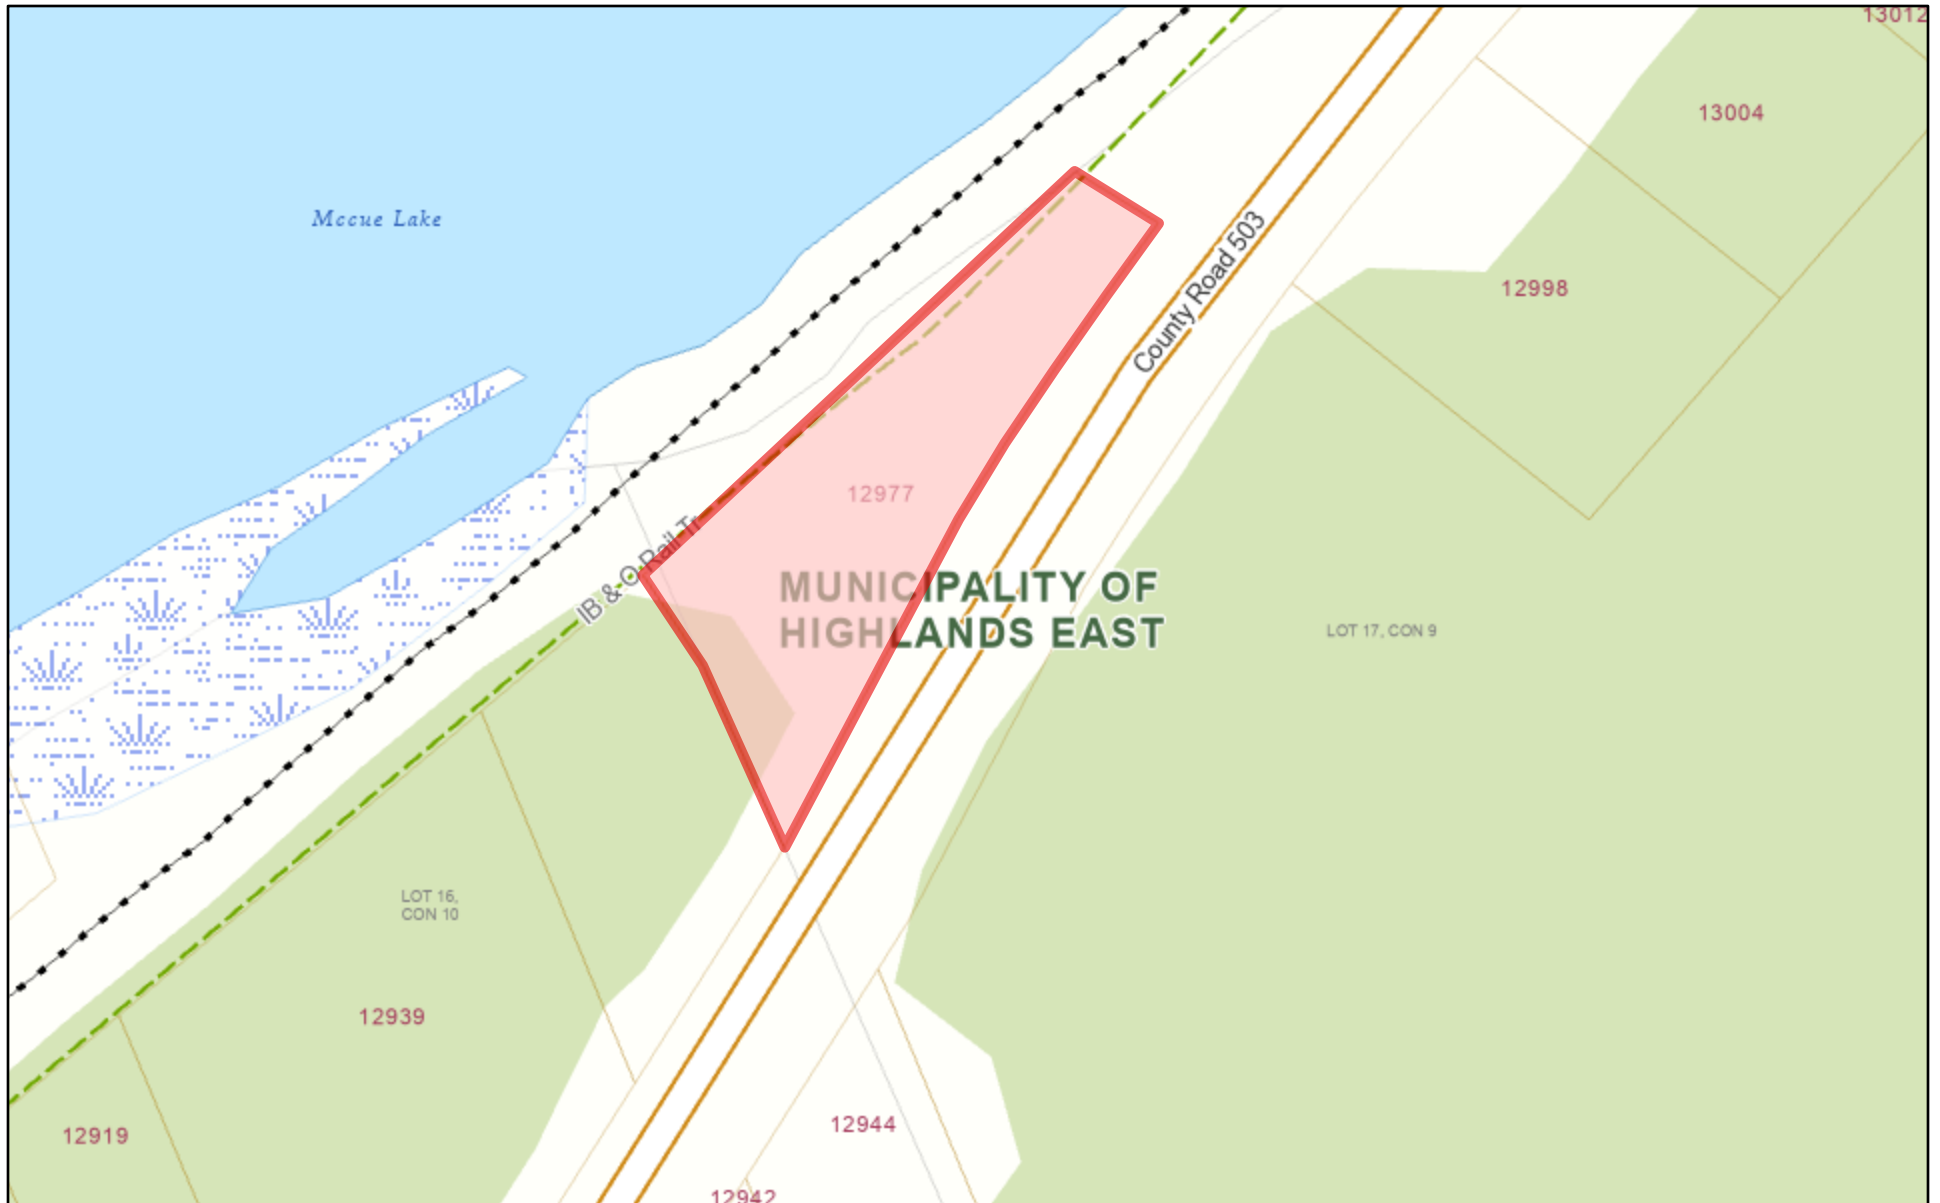 13012
13004
Mccue Lake
County Road 503
12998
12977
IB & O Rail Tr
MUNICIPALITY OF
HIGHLANDS EAST
LOT 17, CON 9
LOT 16,
CON 10
12939
12944
12919
12942